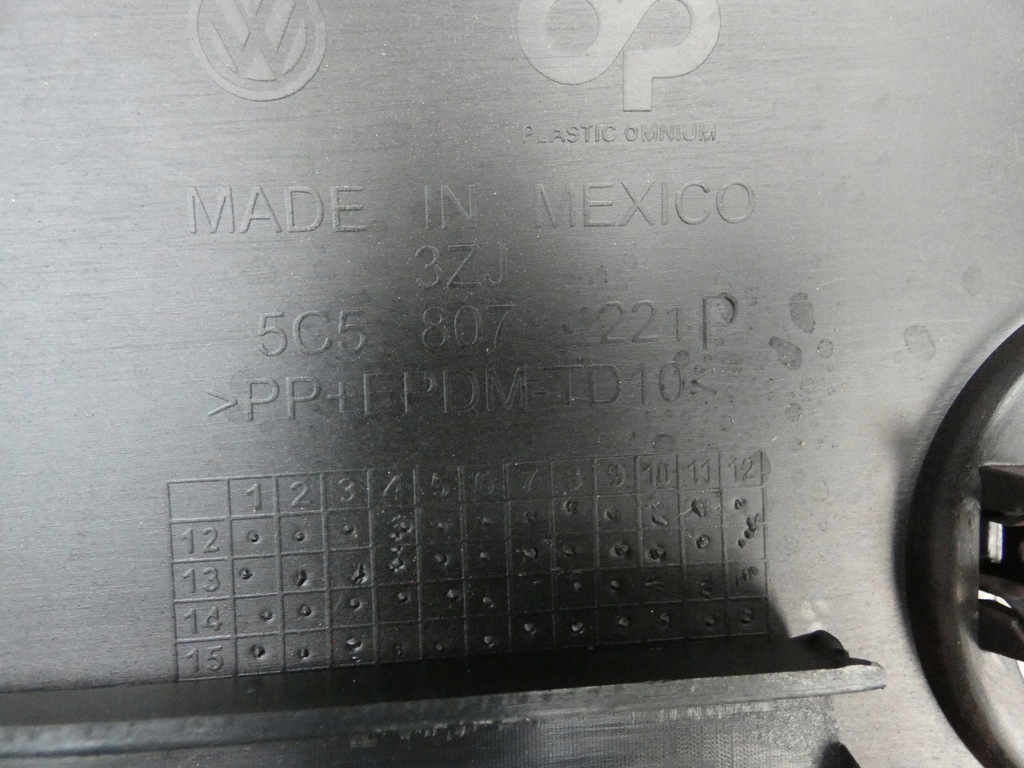 VW
PLASTIC OMNIUM
MADE IN MEXICO
3ZJ
5C5 807 221 P
>PP+EPDM-TD10<
1 2 3 4 5 6 7 8 9 10 11 12
12
13
14
15